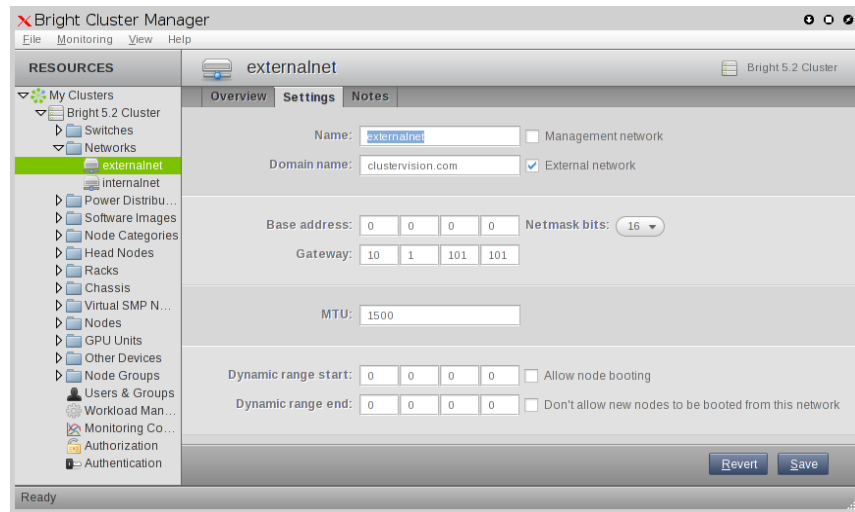 Bright Cluster Manager
File Monitoring View Help
RESOURCES
My Clusters
Bright 5.2 Cluster
Switches
Networks
externalnet
internalnet
Power Distribu...
Software Images
Node Categories
Head Nodes
Racks
Chassis
Virtual SMP N...
Nodes
GPU Units
Other Devices
Node Groups
Users & Groups
Workload Man...
Monitoring Co...
Authorization
Authentication
externalnet
Bright 5.2 Cluster
Overview Settings Notes
Name: externalnet Management network
Domain name: clustervision.com External network
Base address: 0 0 0 0 Netmask bits: 16
Gateway: 10 1 101 101
MTU: 1500
Dynamic range start: 0 0 0 0 Allow node booting
Dynamic range end: 0 0 0 0 Don't allow new nodes to be booted from this network
Revert Save
Ready